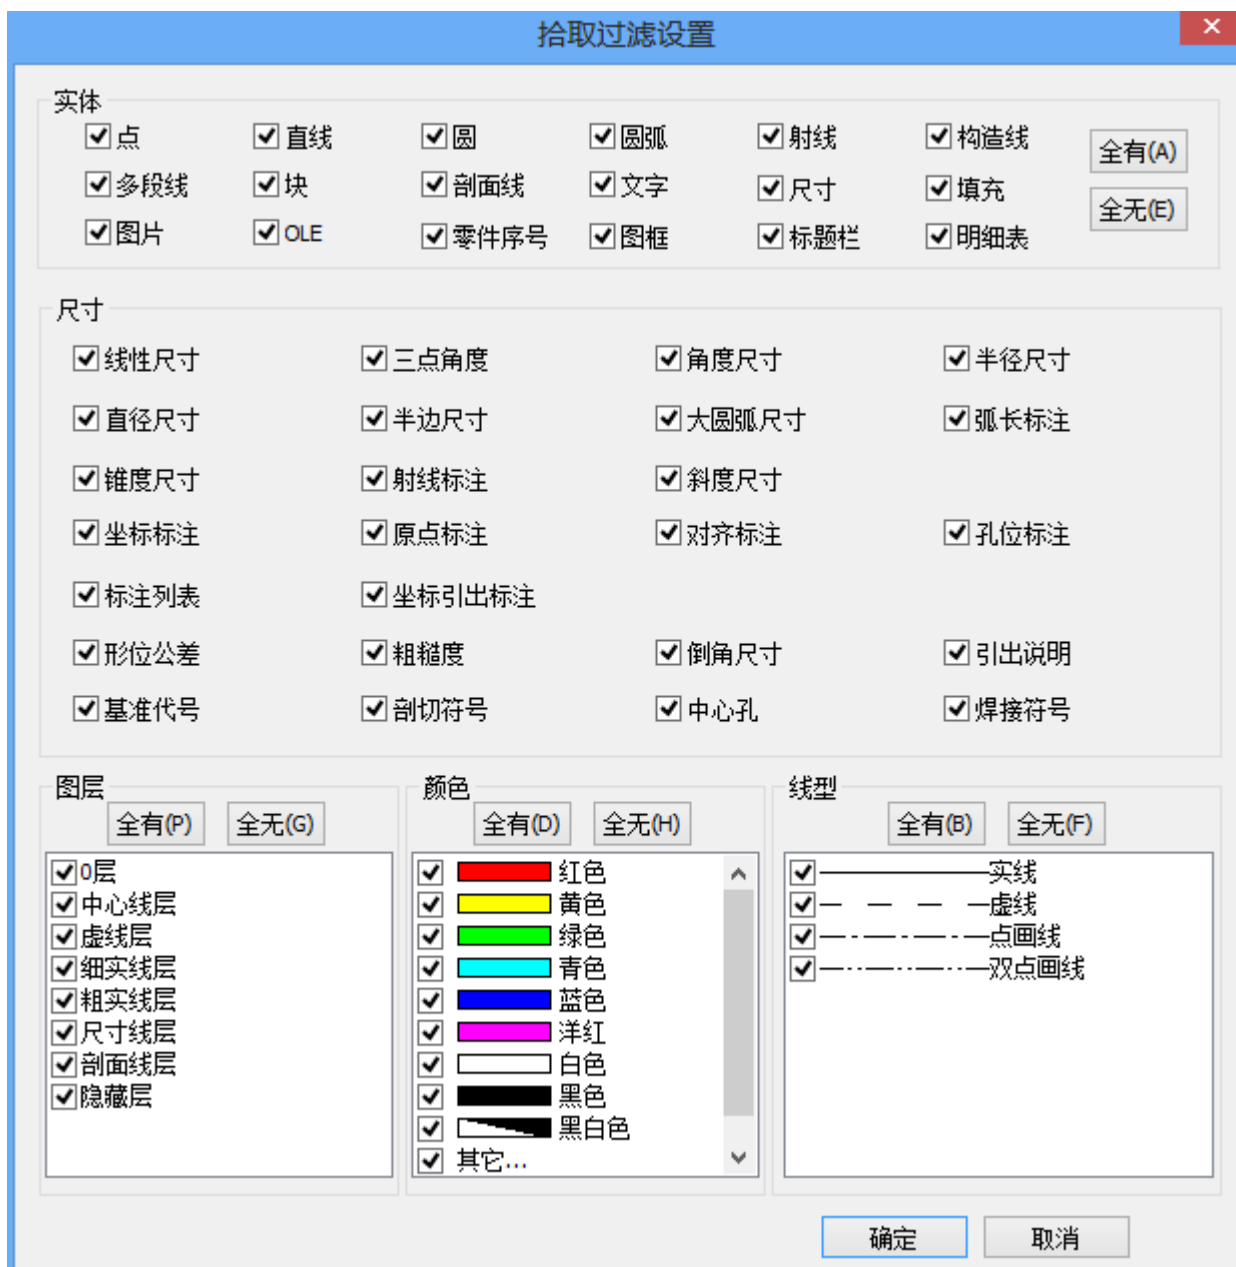 拾取过滤设置
实体
点 直线 圆 圆弧 射线 构造线 全有(A)
多段线 块 剖面线 文字 尺寸 填充 全无(E)
图片 OLE 零件序号 图框 标题栏 明细表
尺寸
线性尺寸 三点角度 角度尺寸 半径尺寸
直径尺寸 半边尺寸 大圆弧尺寸 弧长标注
锥度尺寸 射线标注 斜度尺寸
坐标标注 原点标注 对齐标注 孔位标注
标注列表 坐标引出标注
形位公差 粗糙度 倒角尺寸 引出说明
基准代号 剖切符号 中心孔 焊接符号
图层
全有(P) 全无(G)
0层
中心线层
虚线层
细实线层
粗实线层
尺寸线层
剖面线层
隐藏层
颜色
全有(D) 全无(H)
红色
黄色
绿色
青色
蓝色
洋红
白色
黑色
黑白色
其它...
线型
全有(B) 全无(F)
实线
虚线
点画线
双点画线
确定 取消